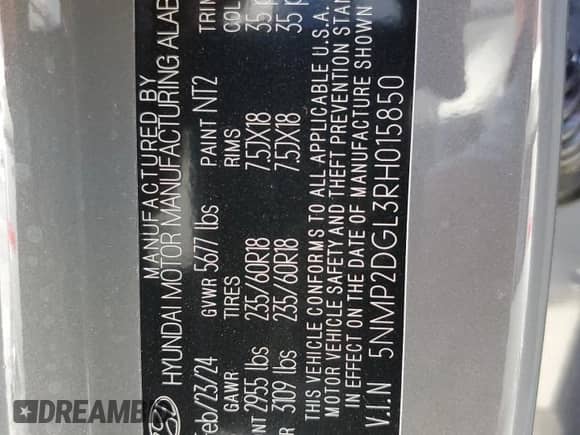 MANUFACTURED BY
HYUNDAI MOTOR MANUFACTURING ALAB
Feb/23/24 GVWR 5677 lbs PAINT NT2 TRIM
GAWR TIRES RIMS COL
NT 2955 lbs 235/60R18 7.5JX18 35 p
R 3109 lbs 235/60R18 7.5JX18 35 p
THIS VEHICLE CONFORMS TO ALL APPLICABLE U.S.A.
MOTOR VEHICLE SAFETY AND THEFT PREVENTION STAN
IN EFFECT ON THE DATE OF MANUFACTURE SHOWN
V.I.N 5NMP2DGL3RH015850
DREAMB